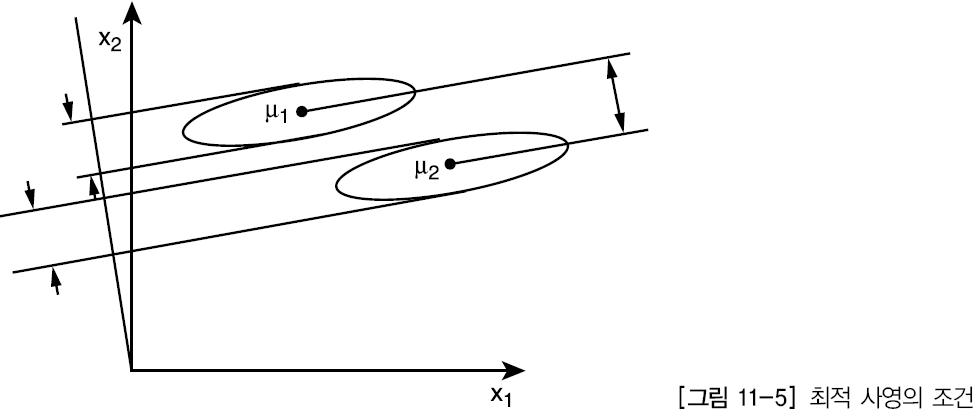 x₂
μ₁
μ₂
x₁
[그림 11-5] 최적 사영의 조건